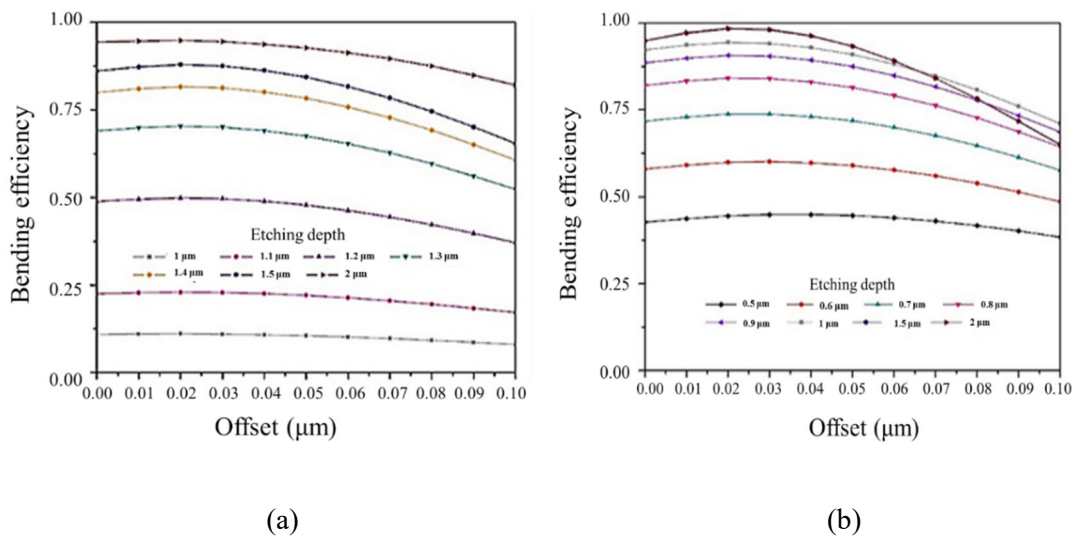 1.00
0.75
0.50
0.25
0.00
Bending efficiency
Etching depth
1 μm 1.1 μm 1.2 μm 1.3 μm
1.4 μm 1.5 μm 2 μm
0.00 0.01 0.02 0.03 0.04 0.05 0.06 0.07 0.08 0.09 0.10
Offset (μm)
(a)
1.00
0.75
0.50
0.25
0.00
Bending efficiency
Etching depth
0.5 μm 0.6 μm 0.7 μm 0.8 μm
0.9 μm 1 μm 1.5 μm 2 μm
0.00 0.01 0.02 0.03 0.04 0.05 0.06 0.07 0.08 0.09 0.10
Offset (μm)
(b)